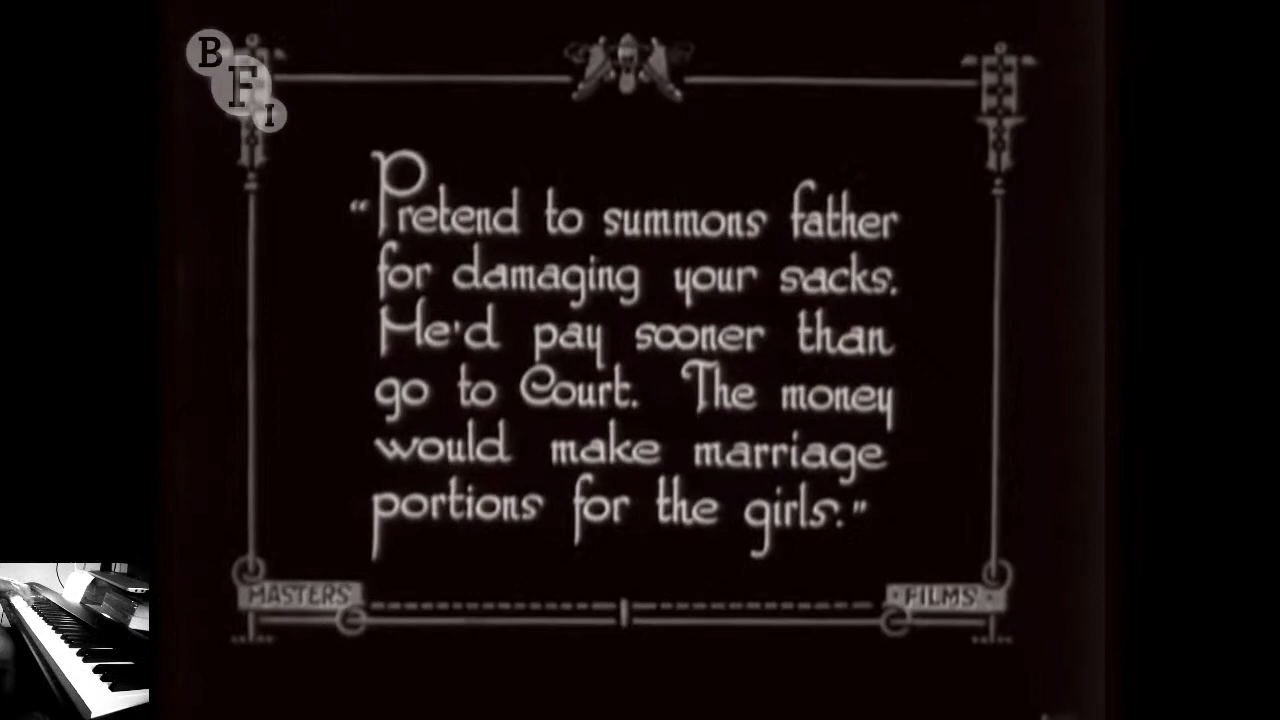 BFI
“Pretend to summons father
for damaging your sacks.
He'd pay sooner than
go to Court. The money
would make marriage
portions for the girls.”
MASTERS
FILMS